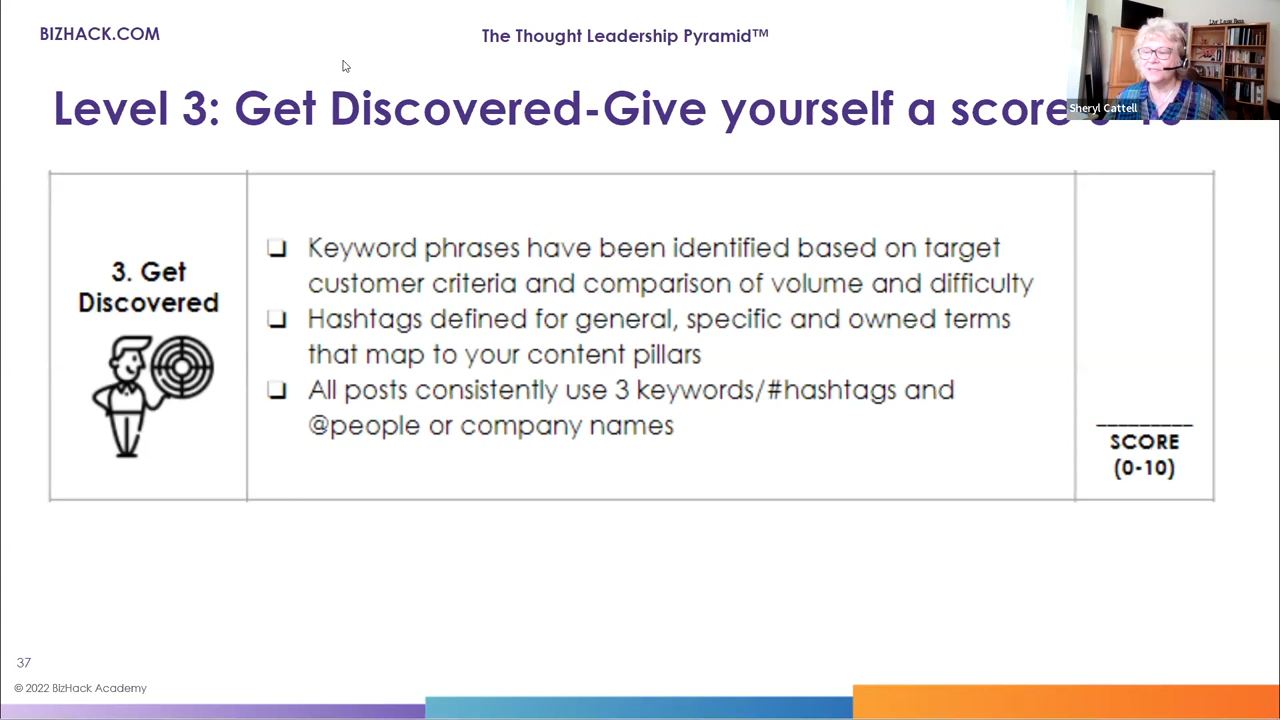 BIZHACK.COM
The Thought Leadership Pyramid™
Level 3: Get Discovered-Give yourself a score
Sheryl Cattell
3. Get
Discovered
❑ Keyword phrases have been identified based on target
customer criteria and comparison of volume and difficulty
❑ Hashtags defined for general, specific and owned terms
that map to your content pillars
❑ All posts consistently use 3 keywords/#hashtags and
@people or company names
_________
SCORE
(0-10)
37
© 2022 BizHack Academy